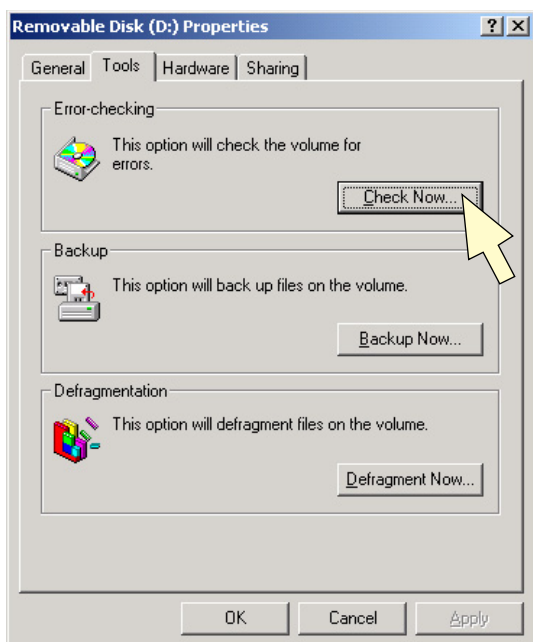 Removable Disk (D:) Properties
General Tools Hardware Sharing
Error-checking
This option will check the volume for
errors.
Check Now...
Backup
This option will back up files on the volume.
Backup Now...
Defragmentation
This option will defragment files on the volume.
Defragment Now...
OK Cancel Apply